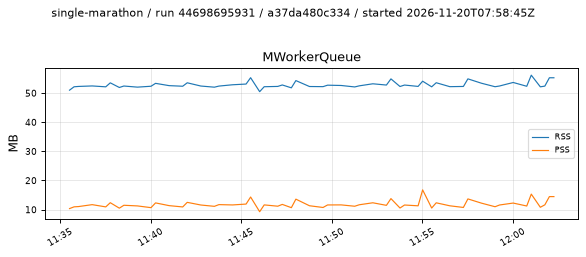 single-marathon / run 44698695931 / a37da480c334 / started 2026-11-20T07:58:45Z
MWorkerQueue
MB
50
40
30
20
10
RSS
PSS
11:35
11:40
11:45
11:50
11:55
12:00